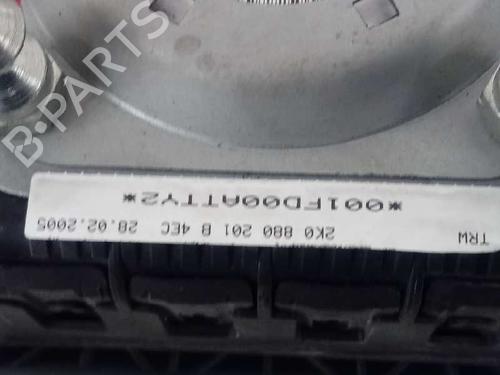 TRW 2K0 880 201 B 4EC 28.02.2005
*001FD00ATTY2*
B-PARTS